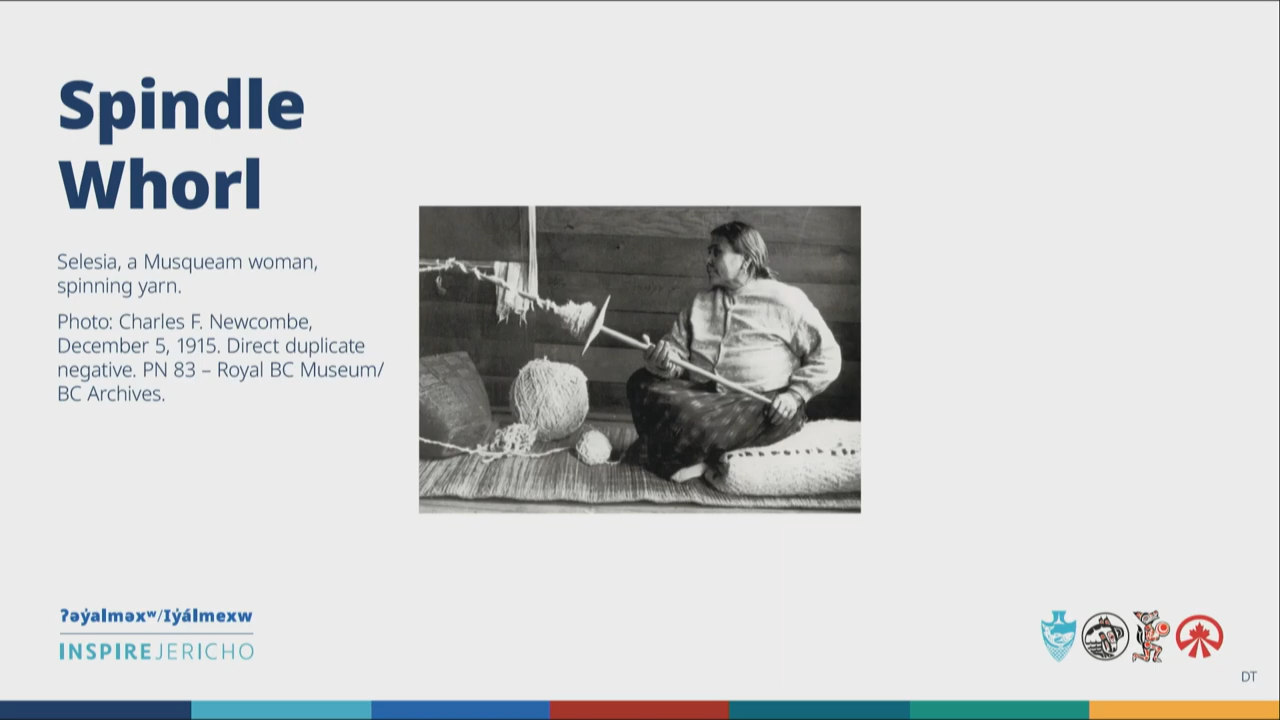 Spindle
Whorl
Selesia, a Musqueam woman,
spinning yarn.
Photo: Charles F. Newcombe,
December 5, 1915. Direct duplicate
negative. PN 83 – Royal BC Museum/
BC Archives.
ʔəy̓alməxʷ/Iy̓álmexw
INSPIREJERICHO
DT